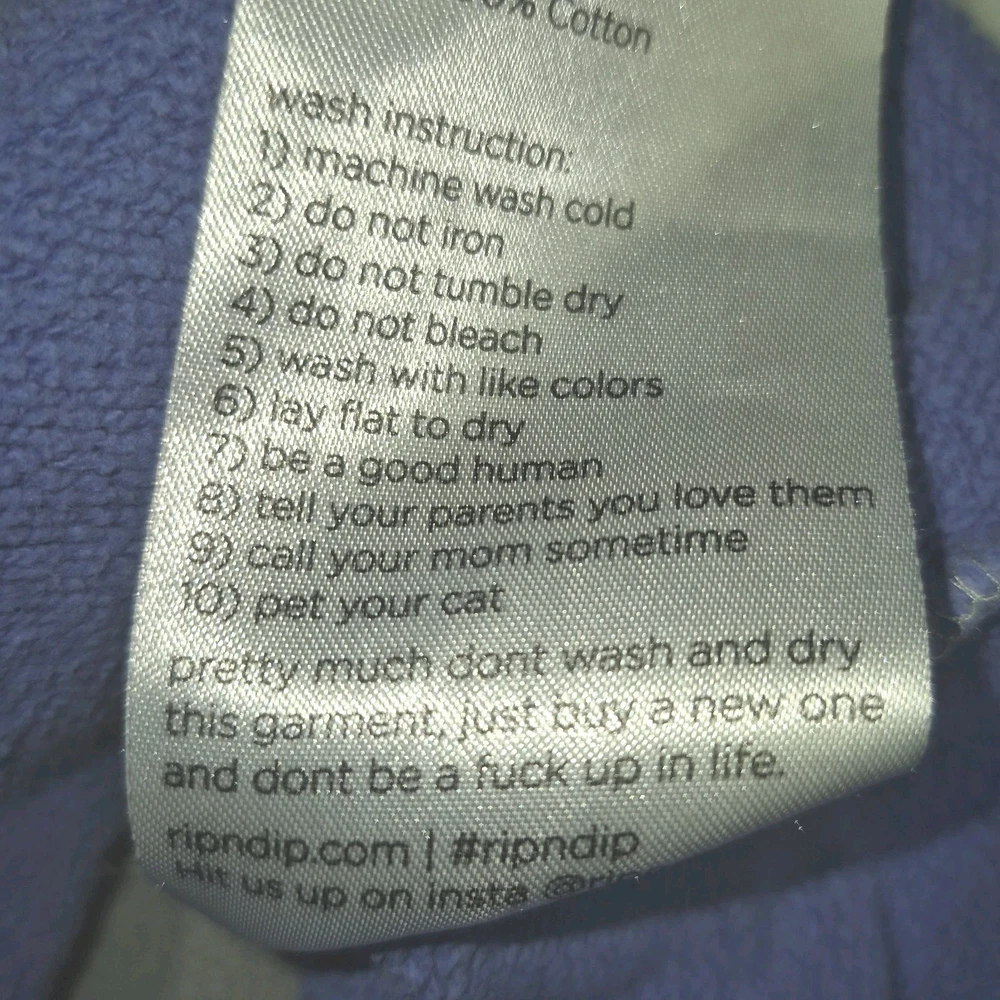 % Cotton
wash instruction:
1) machine wash cold
2) do not iron
3) do not tumble dry
4) do not bleach
5) wash with like colors
6) lay flat to dry
7) be a good human
8) tell your parents you love them
9) call your mom sometime
10) pet your cat
pretty much dont wash and dry
this garment, just buy a new one
and dont be a fuck up in life.
ripndip.com | #ripndip
Hit us up on insta